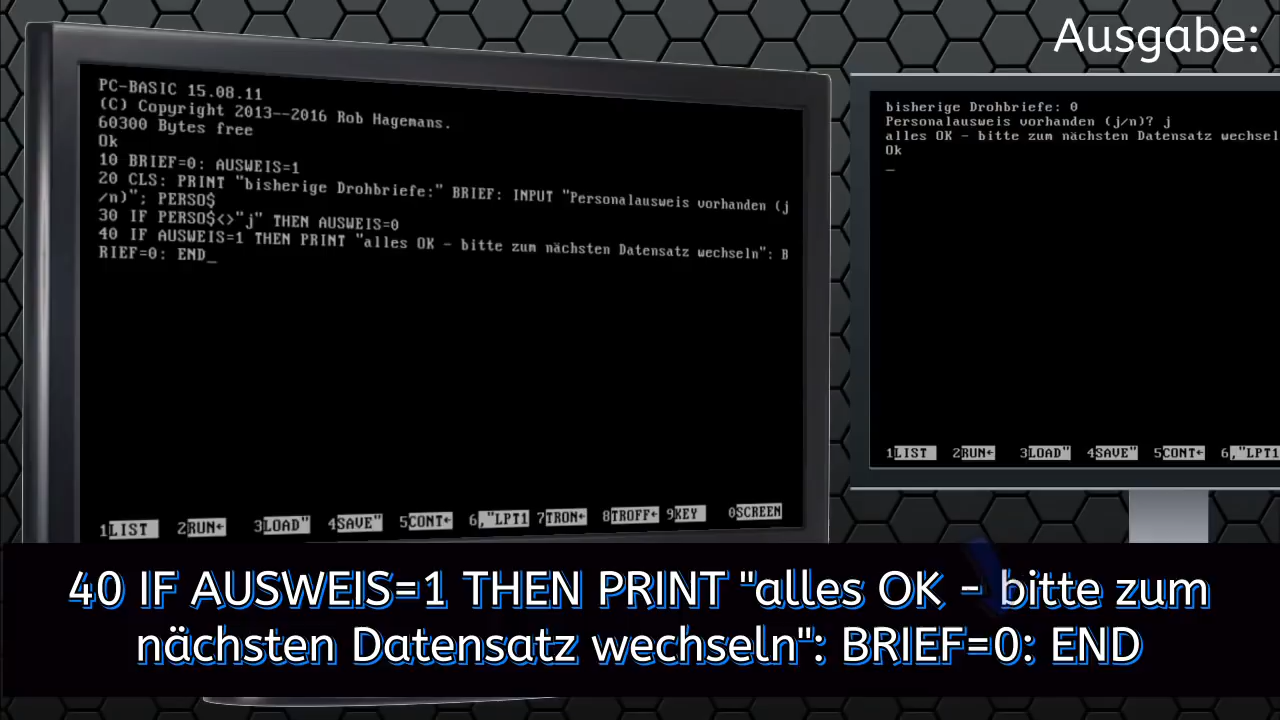 Ausgabe:
PC-BASIC 15.08.11
(C) Copyright 2013--2016 Rob Hagemans.
60300 Bytes free
Ok
10 BRIEF=0: AUSWEIS=1
20 CLS: PRINT "bisherige Drohbriefe:" BRIEF: INPUT "Personalausweis vorhanden (j
/n)"; PERSO$
30 IF PERSO$<>"j" THEN AUSWEIS=0
40 IF AUSWEIS=1 THEN PRINT "alles OK - bitte zum nächsten Datensatz wechseln": B
RIEF=0: END_
1LIST 2RUN← 3LOAD" 4SAVE" 5CONT← 6,"LPT1 7TRON← 8TROFF← 9KEY 0SCREEN
bisherige Drohbriefe: 0
Personalausweis vorhanden (j/n)? j
alles OK - bitte zum nächsten Datensatz wechsel
Ok
_
1LIST 2RUN← 3LOAD" 4SAVE" 5CONT← 6,"LPT1
40 IF AUSWEIS=1 THEN PRINT "alles OK - bitte zum
nächsten Datensatz wechseln": BRIEF=0: END